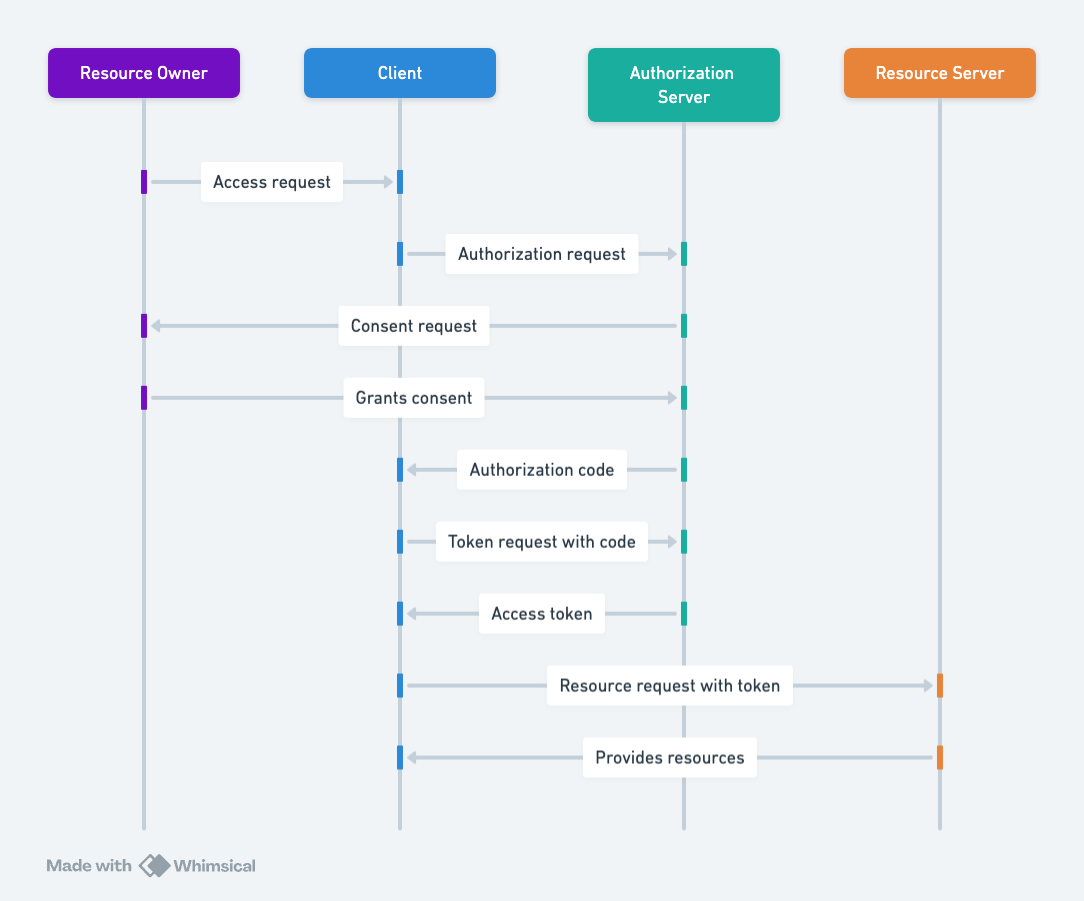 Resource Owner
Client
Authorization
Server
Resource Server
Access request
Authorization request
Consent request
Grants consent
Authorization code
Token request with code
Access token
Resource request with token
Provides resources
Made with Whimsical